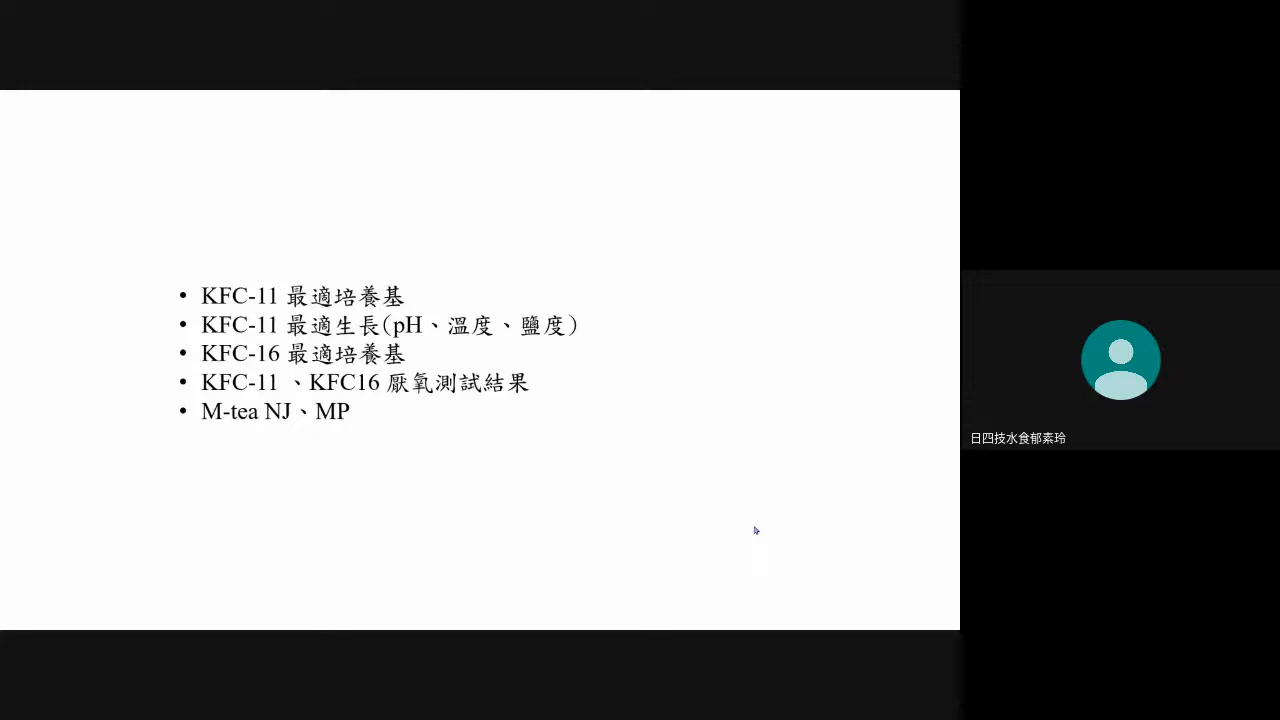 • KFC-11 最適培養基
• KFC-11 最適生長(pH、溫度、鹽度)
• KFC-16 最適培養基
• KFC-11 、KFC16 厭氧測試結果
• M-tea NJ、MP
日四技水食郁素玲